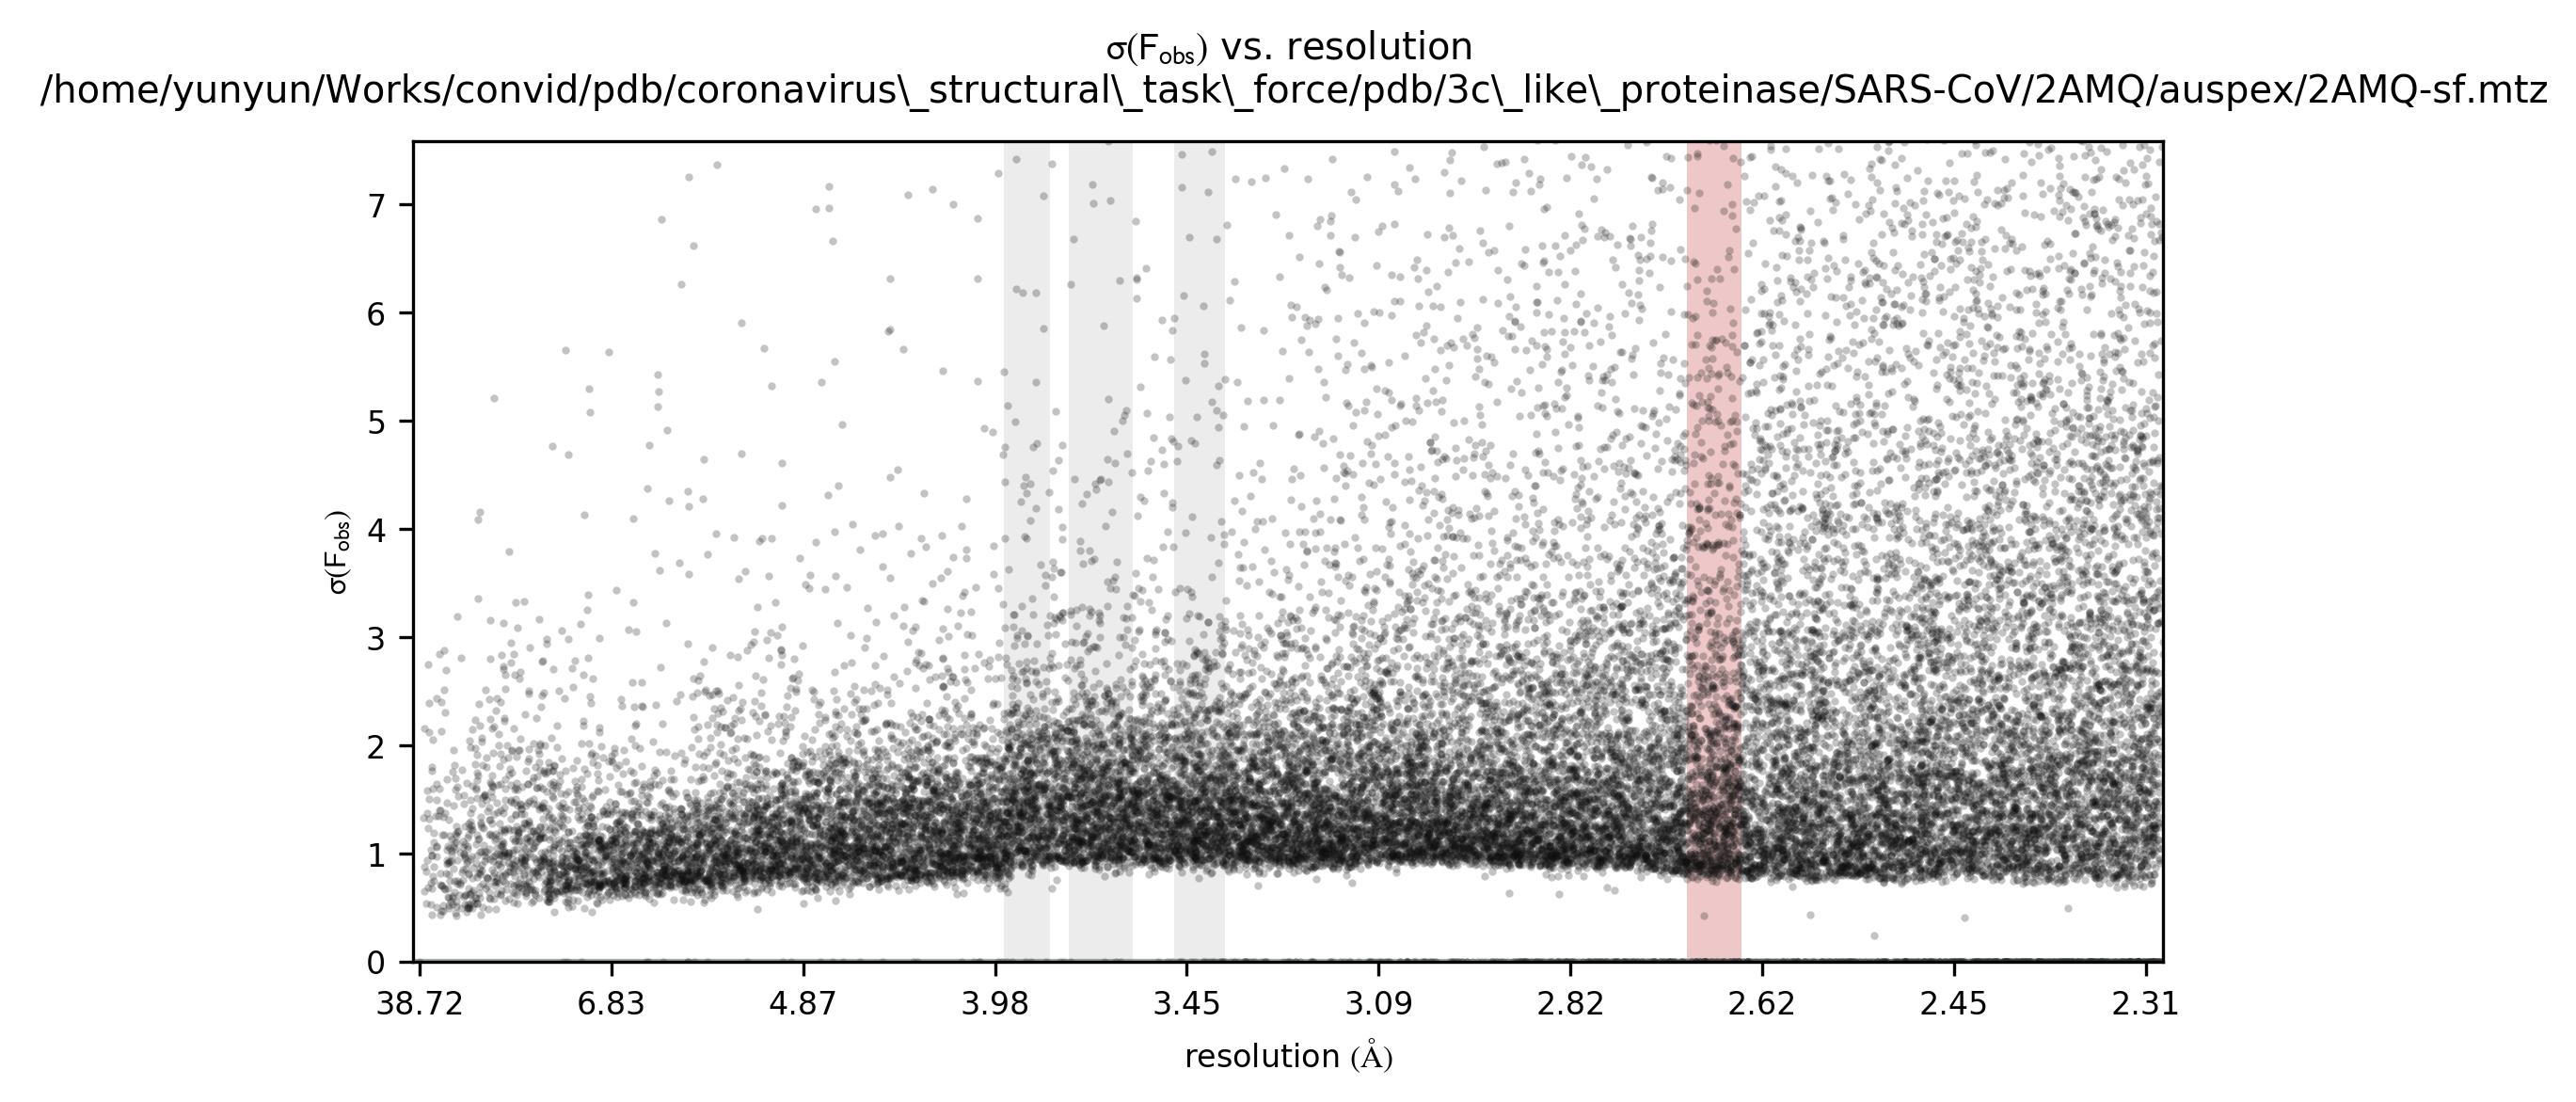 σ(Fobs) vs. resolution
/home/yunyun/Works/convid/pdb/coronavirus\_structural\_task\_force/pdb/3c\_like\_proteinase/SARS-CoV/2AMQ/auspex/2AMQ-sf.mtz
σ(Fobs)
7
6
5
4
3
2
1
0
38.72 6.83 4.87 3.98 3.45 3.09 2.82 2.62 2.45 2.31
resolution (Å)